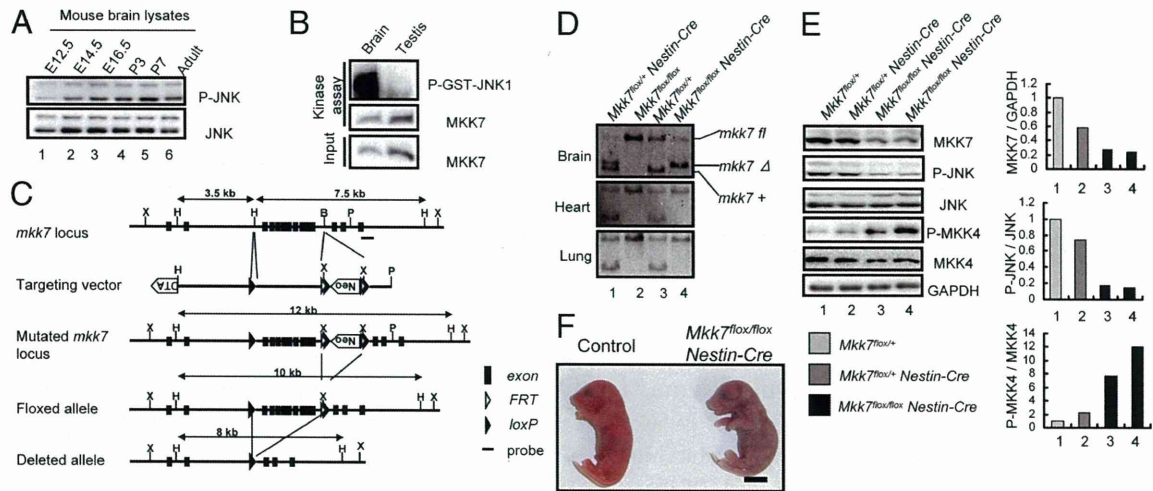 A
Mouse brain lysates
E12.5
E14.5
E16.5
P3
P7
Adult
P-JNK
JNK
1 2 3 4 5 6
B
Brain
Testis
Kinase assay
P-GST-JNK1
MKK7
Input
MKK7
C
3.5 kb
7.5 kb
X H H B P H X
mkk7 locus
H X X P
Targeting vector
DTA
Neo
12 kb
X H X X P H X
Mutated mkk7 locus
Neo
10 kb
X H X H X
Floxed allele
8 kb
X H H X
Deleted allele
exon
FRT
loxP
probe
D
Mkk7flox/+ Nestin-Cre
Mkk7flox/flox
Mkk7flox/+
Mkk7flox/flox Nestin-Cre
Brain
mkk7 fl
mkk7 Δ
mkk7 +
Heart
Lung
1 2 3 4
E
Mkk7flox/+
Mkk7flox/+ Nestin-Cre
Mkk7flox/flox Nestin-Cre
Mkk7flox/flox Nestin-Cre
MKK7
P-JNK
JNK
P-MKK4
MKK4
GAPDH
1 2 3 4
Mkk7flox/+
Mkk7flox/+ Nestin-Cre
Mkk7flox/flox Nestin-Cre
MKK7 / GAPDH
1.2
1
0.8
0.6
0.4
0.2
0
1 2 3 4
P-JNK / JNK
1.2
1
0.8
0.6
0.4
0.2
0
1 2 3 4
P-MKK4 / MKK4
14
12
10
8
6
4
2
0
1 2 3 4
F
Control
Mkk7flox/flox
Nestin-Cre